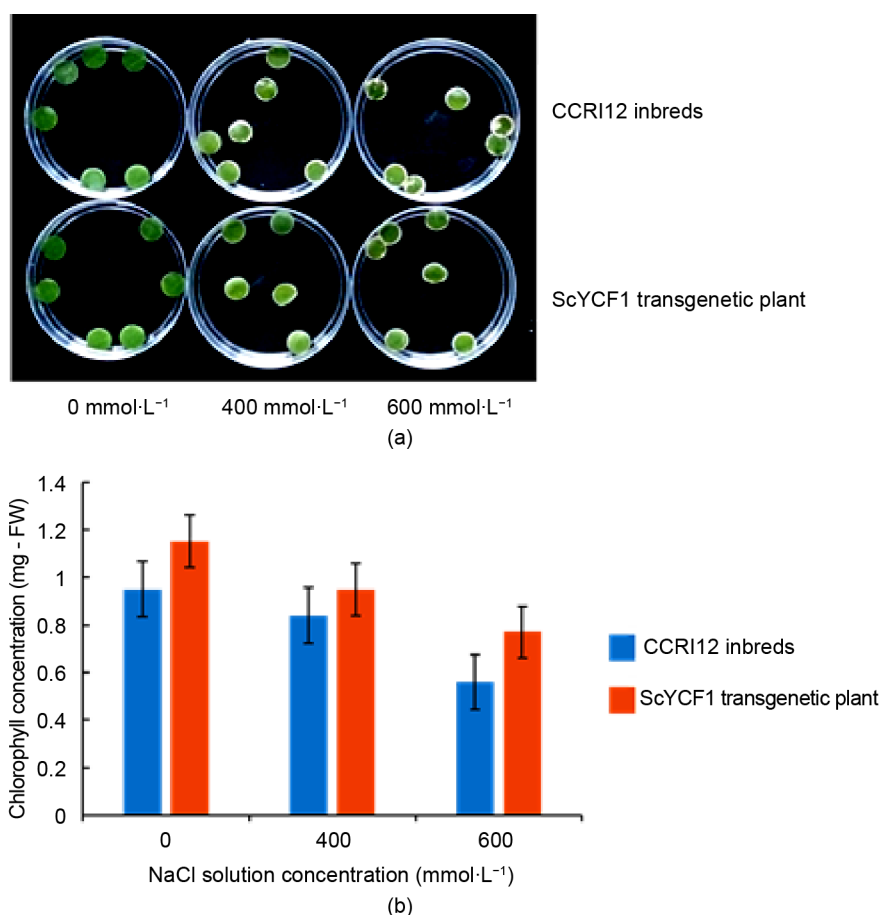 CCRI12 inbreds
ScYCF1 transgenetic plant
0 mmol·L⁻¹ 400 mmol·L⁻¹ 600 mmol·L⁻¹
(a)
Chlorophyll concentration (mg - FW)
1.4
1.2
1
0.8
0.6
0.4
0.2
0
0 400 600
NaCl solution concentration (mmol·L⁻¹)
CCRI12 inbreds
ScYCF1 transgenetic plant
(b)